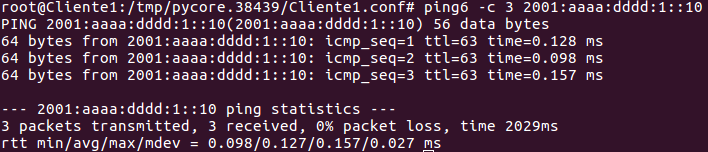 root@Cliente1:/tmp/pycore.38439/Cliente1.conf# ping6 -c 3 2001:aaaa:dddd:1::10
PING 2001:aaaa:dddd:1::10(2001:aaaa:dddd:1::10) 56 data bytes
64 bytes from 2001:aaaa:dddd:1::10: icmp_seq=1 ttl=63 time=0.128 ms
64 bytes from 2001:aaaa:dddd:1::10: icmp_seq=2 ttl=63 time=0.098 ms
64 bytes from 2001:aaaa:dddd:1::10: icmp_seq=3 ttl=63 time=0.157 ms
--- 2001:aaaa:dddd:1::10 ping statistics ---
3 packets transmitted, 3 received, 0% packet loss, time 2029ms
rtt min/avg/max/mdev = 0.098/0.127/0.157/0.027 ms